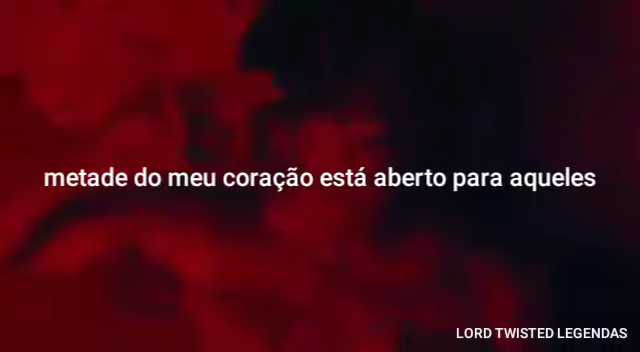 metade do meu coração está aberto para aqueles
LORD TWISTED LEGENDAS